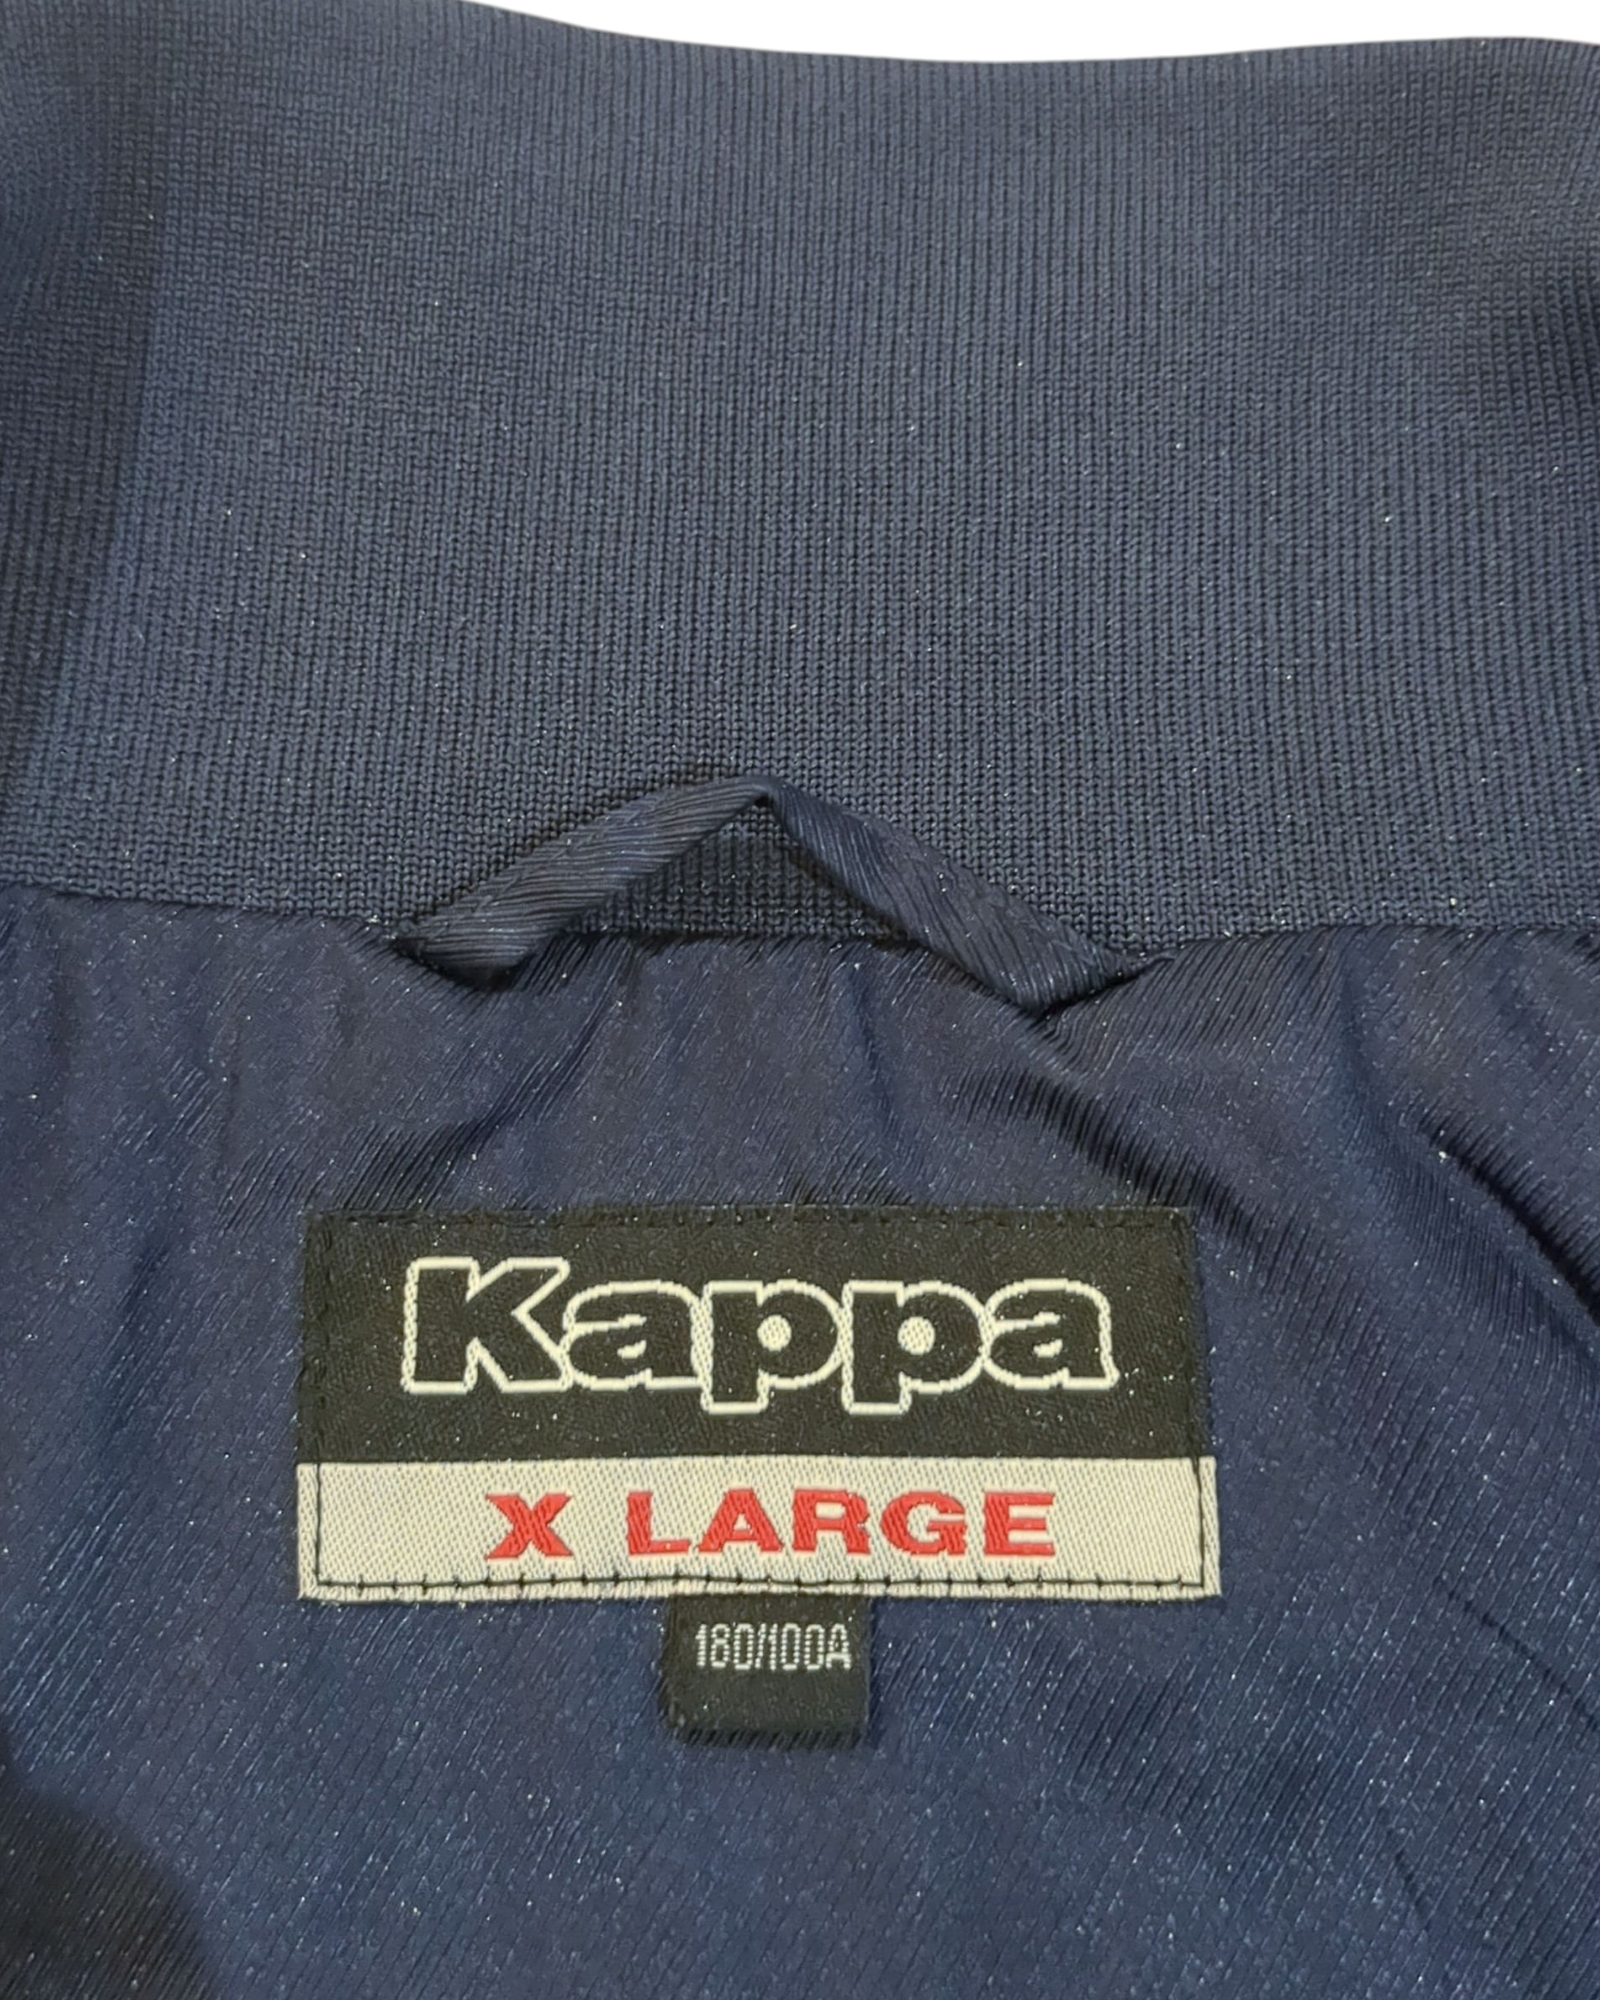 Kappa
X LARGE
180/100A